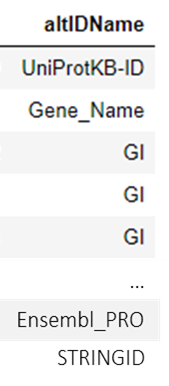 altIDName
UniProtKB-ID
Gene_Name
GI
GI
GI
...
Ensembl_PRO
STRINGID